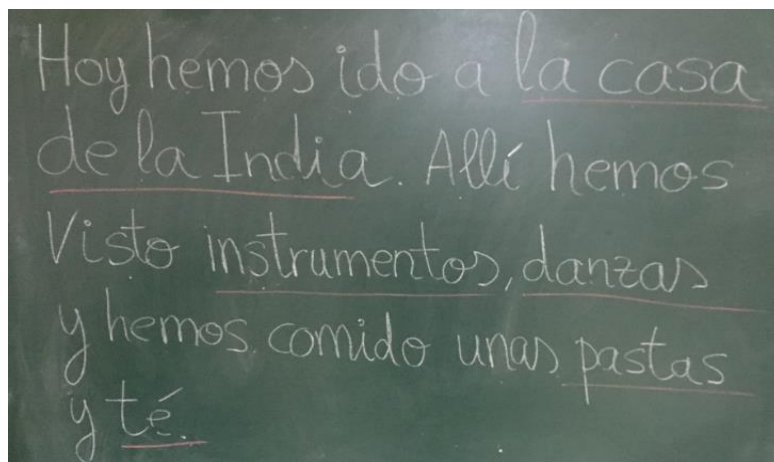 Hoy hemos ido a la casa
de la India. Allí hemos
Visto instrumentos, danzas
y hemos comido unas pastas
y té.